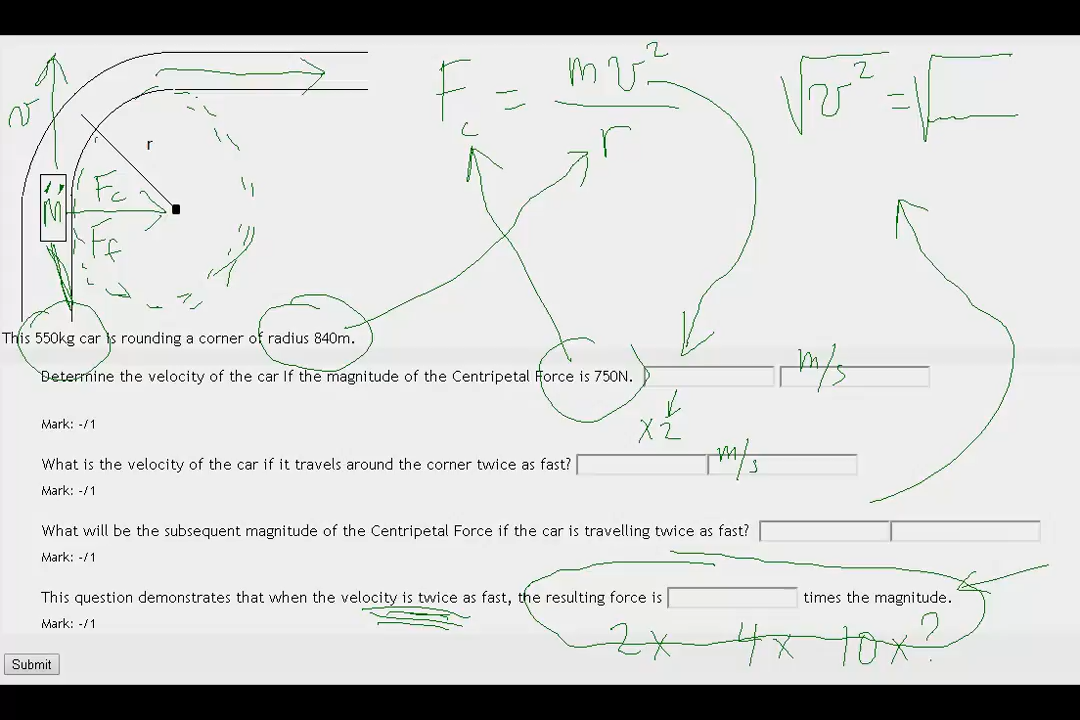 F_c = mv²/r
√v² = √
v
r
r
F_c
M
F_f
This 550kg car is rounding a corner of radius 840m.
Determine the velocity of the car If the magnitude of the Centripetal Force is 750N. m/s
Mark: -/1
x2
What is the velocity of the car if it travels around the corner twice as fast? m/s
Mark: -/1
What will be the subsequent magnitude of the Centripetal Force if the car is travelling twice as fast?
Mark: -/1
This question demonstrates that when the velocity is twice as fast, the resulting force is times the magnitude.
Mark: -/1
2x 4x 10x?
Submit